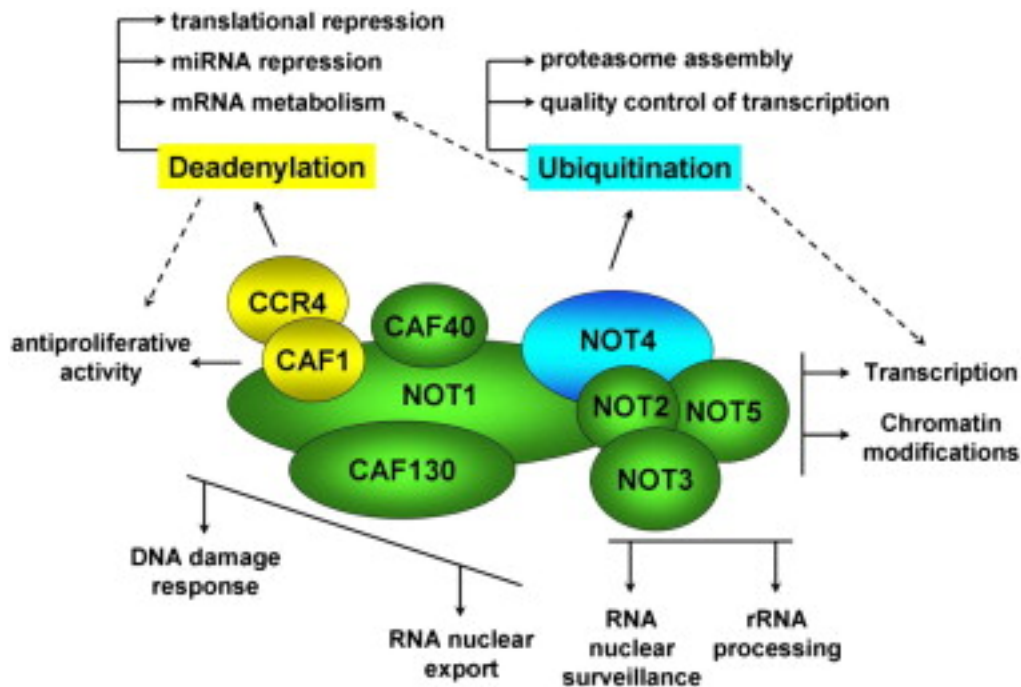 translational repression
miRNA repression
mRNA metabolism
proteasome assembly
quality control of transcription
Deadenylation
Ubiquitination
CCR4
CAF40
NOT4
antiproliferative
activity
CAF1
NOT1
NOT2
NOT5
Transcription
Chromatin
modifications
CAF130
NOT3
DNA damage
response
RNA nuclear
export
RNA
nuclear
surveillance
rRNA
processing